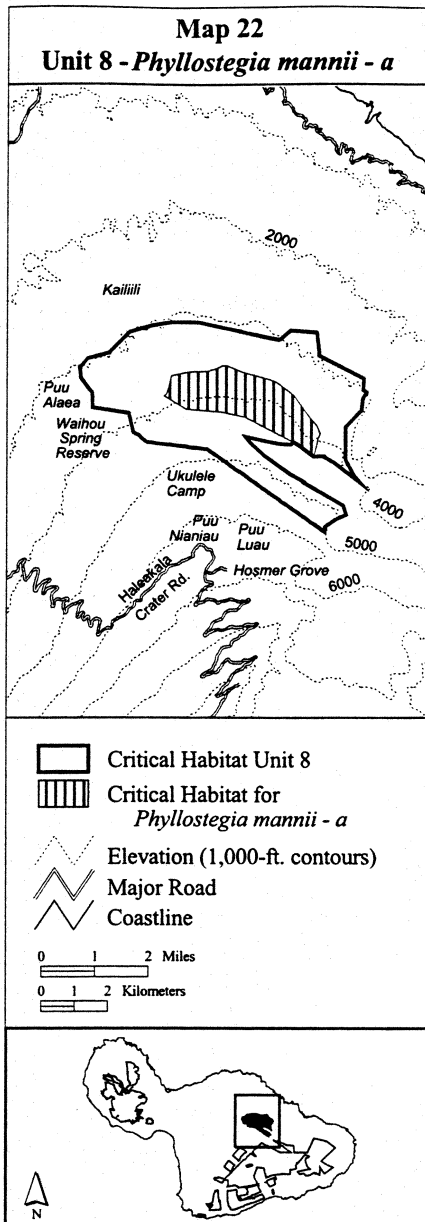 Map 22
Unit 8 - Phyllostegia mannii - a
2000
Kailiili
Puu
Alaea
Waihou
Spring
Reserve
Ukulele
Camp
4000
Puu
Nianiau
Puu
Luau
5000
Haleekala
Crater Rd.
Hosmer Grove
6000
Critical Habitat Unit 8
Critical Habitat for
Phyllostegia mannii - a
Elevation (1,000-ft. contours)
Major Road
Coastline
0 1 2 Miles
0 1 2 Kilometers
N